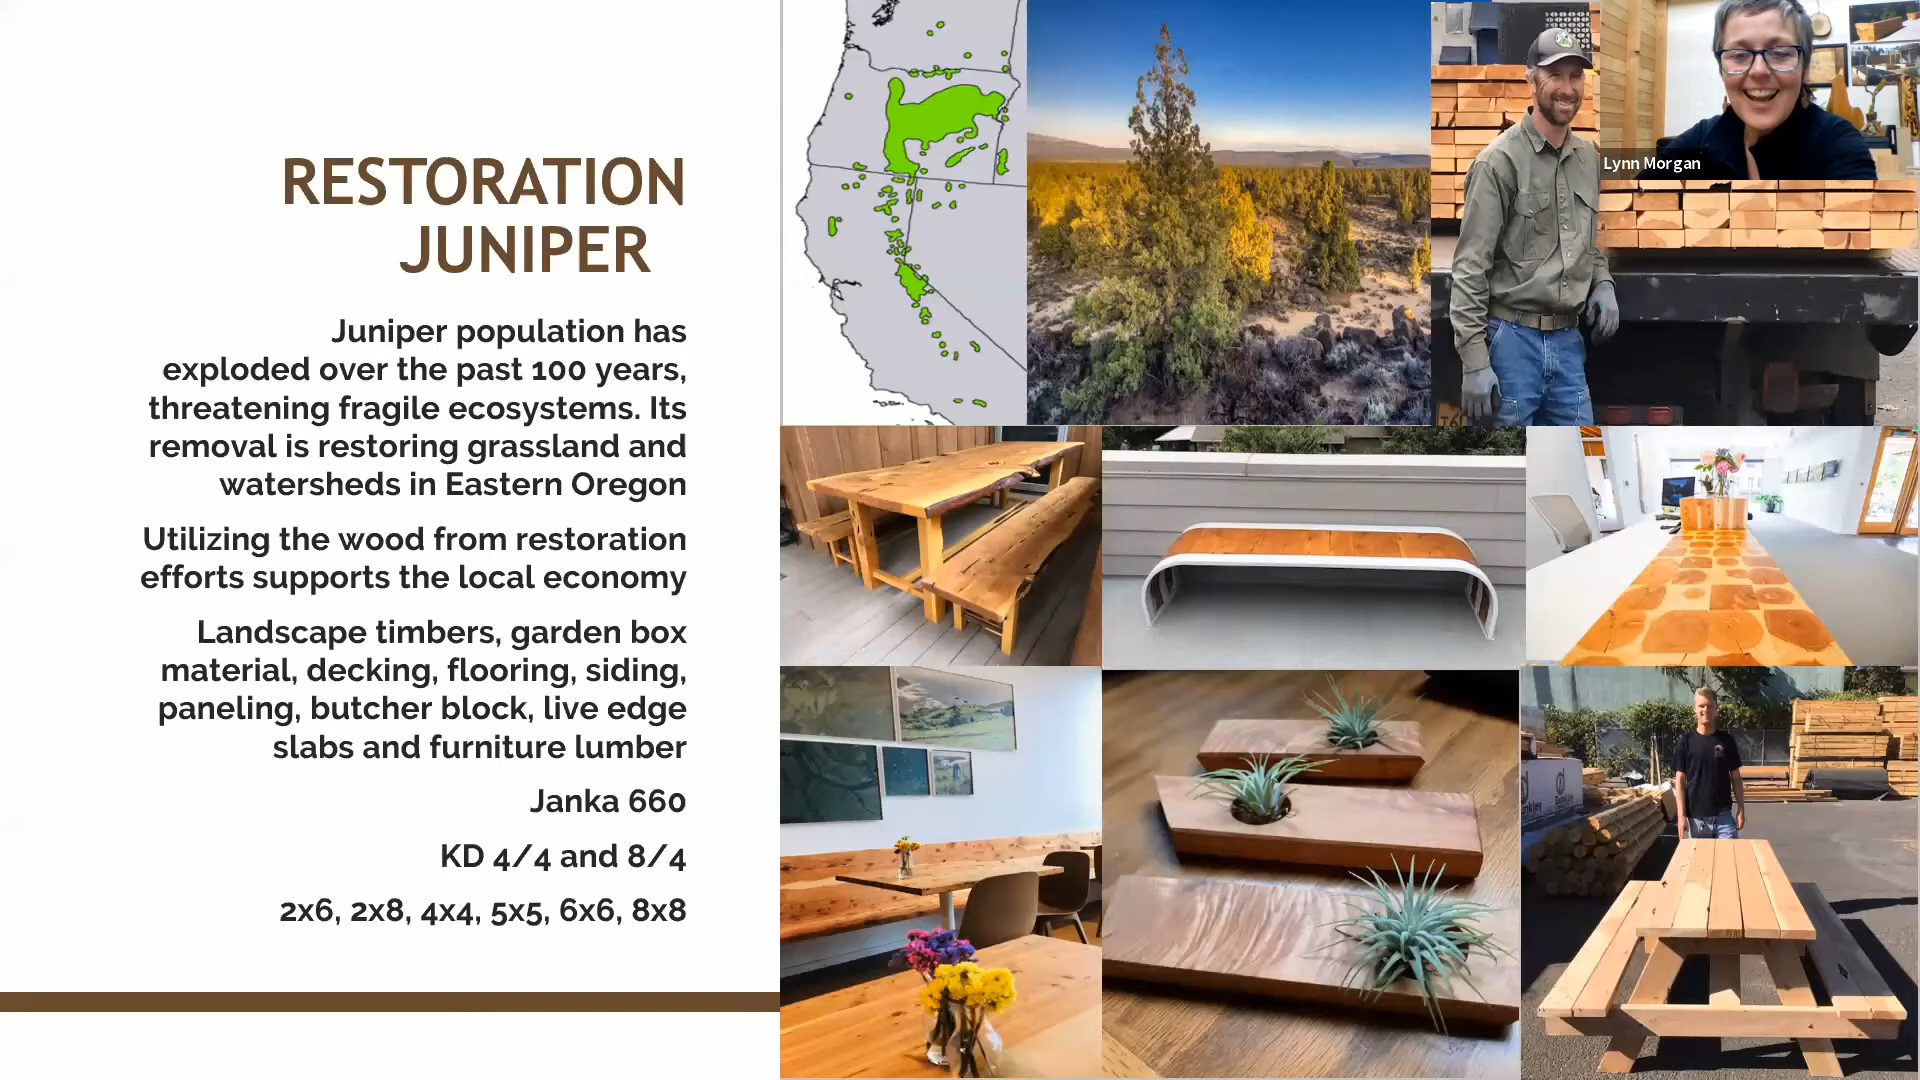 RESTORATION
JUNIPER
Juniper population has
exploded over the past 100 years,
threatening fragile ecosystems. Its
removal is restoring grassland and
watersheds in Eastern Oregon
Utilizing the wood from restoration
efforts supports the local economy
Landscape timbers, garden box
material, decking, flooring, siding,
paneling, butcher block, live edge
slabs and furniture lumber
Janka 660
KD 4/4 and 8/4
2x6, 2x8, 4x4, 5x5, 6x6, 8x8
Lynn Morgan